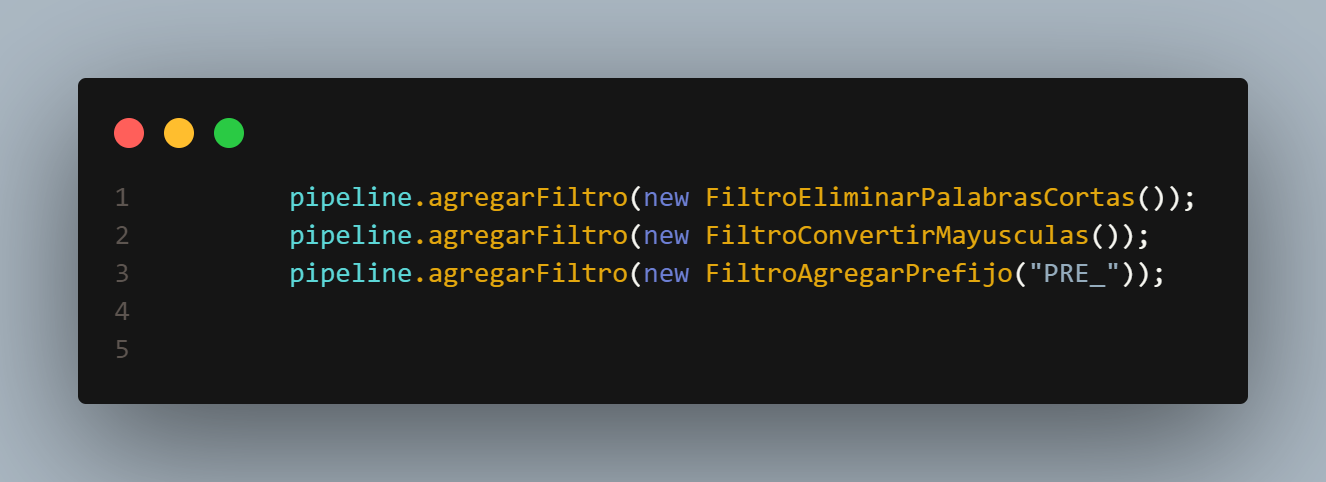 1 pipeline.agregarFiltro(new FiltroEliminarPalabrasCortas());
2 pipeline.agregarFiltro(new FiltroConvertirMayusculas());
3 pipeline.agregarFiltro(new FiltroAgregarPrefijo("PRE_"));
4
5